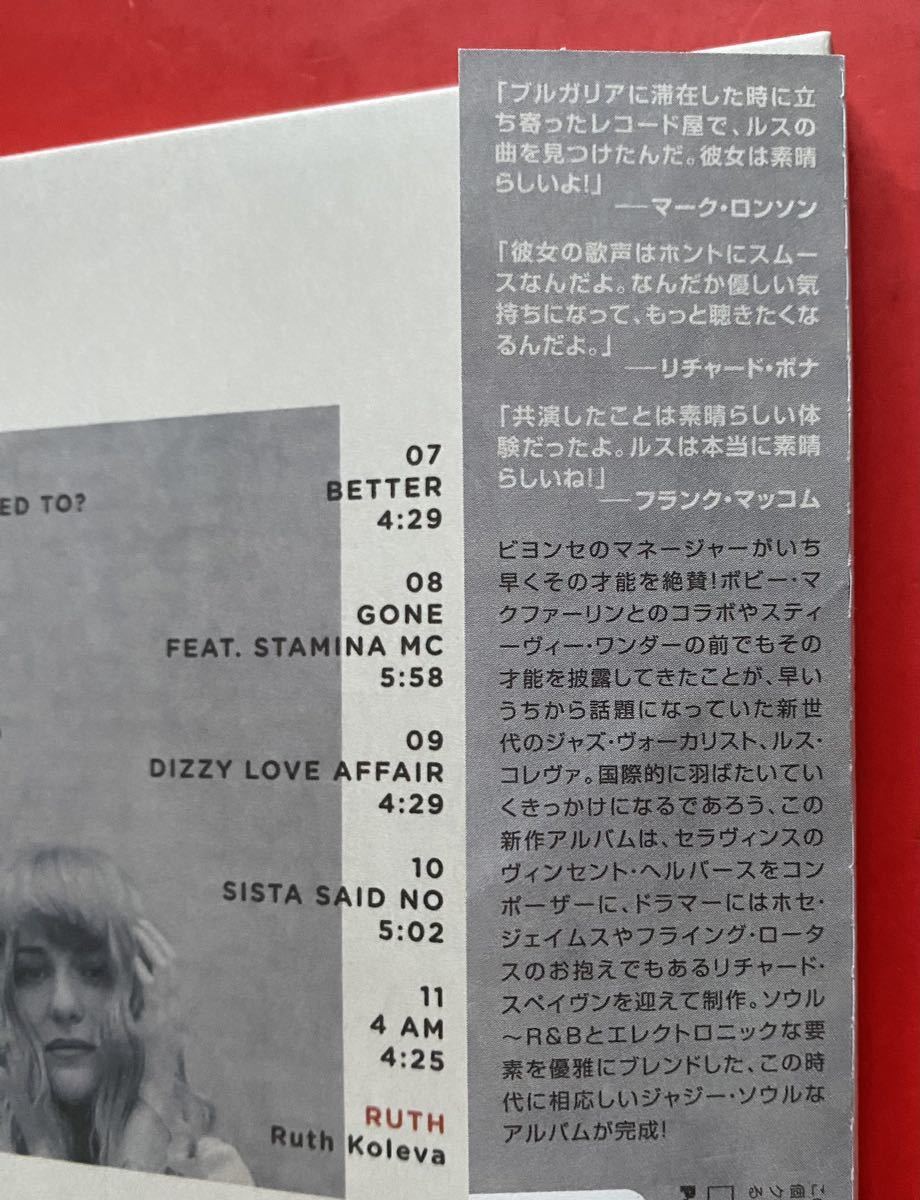 ED TO?
07
BETTER
4:29
08
GONE
FEAT. STAMINA MC
5:58
09
DIZZY LOVE AFFAIR
4:29
10
SISTA SAID NO
5:02
11
4 AM
4:25
RUTH
Ruth Koleva
「ブルガリアに滞在した時に立
ち寄ったレコード屋で、ルスの
曲を見つけたんだ。彼女は素晴
らしいよ!」
──マーク・ロンソン
「彼女の歌声はホントにスムー
スなんだよ。なんだか優しい気
持ちになって、もっと聴きたくな
るんだよ。」
──リチャード・ボナ
「共演したことは素晴らしい体
験だったよ。ルスは本当に素晴
らしいね!」
──フランク・マッコム
ビヨンセのマネージャーがいち
早くその才能を絶賛!ボビー・マ
クファーリンとのコラボやスティ
ーヴィー・ワンダーの前でもその
才能を披露してきたことが、早い
うちから話題になっていた新世
代のジャズ・ヴォーカリスト、ルス・
コレヴァ。国際的に羽ばたいてい
くきっかけになるであろう、この
新作アルバムは、セラヴィンスの
ヴィンセント・ヘルバースをコン
ポーザーに、ドラマーにはホセ・
ジェイムスやフライング・ロータ
スのお抱えでもあるリチャード・
スペイヴンを迎えて制作。ソウル
～R&Bとエレクトロニックな要
素を優雅にブレンドした、この時
代に相応しいジャジー・ソウルな
アルバムが完成!